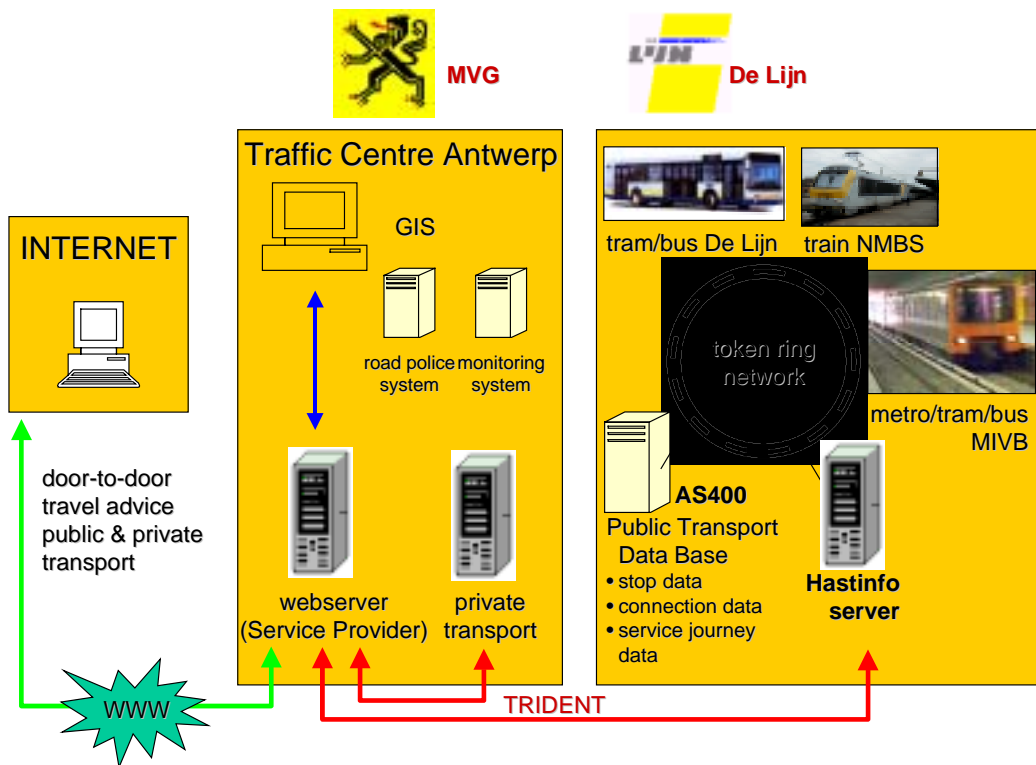 MVG
LIJN
De Lijn
Traffic Centre Antwerp
GIS
road police
system
monitoring
system
webserver
(Service Provider)
private
transport
INTERNET
door-to-door
travel advice
public & private
transport
WWW
TRIDENT
tram/bus De Lijn
train NMBS
token ring
network
metro/tram/bus
MIVB
AS400
Public Transport
Data Base
• stop data
• connection data
• service journey
data
Hastinfo
server